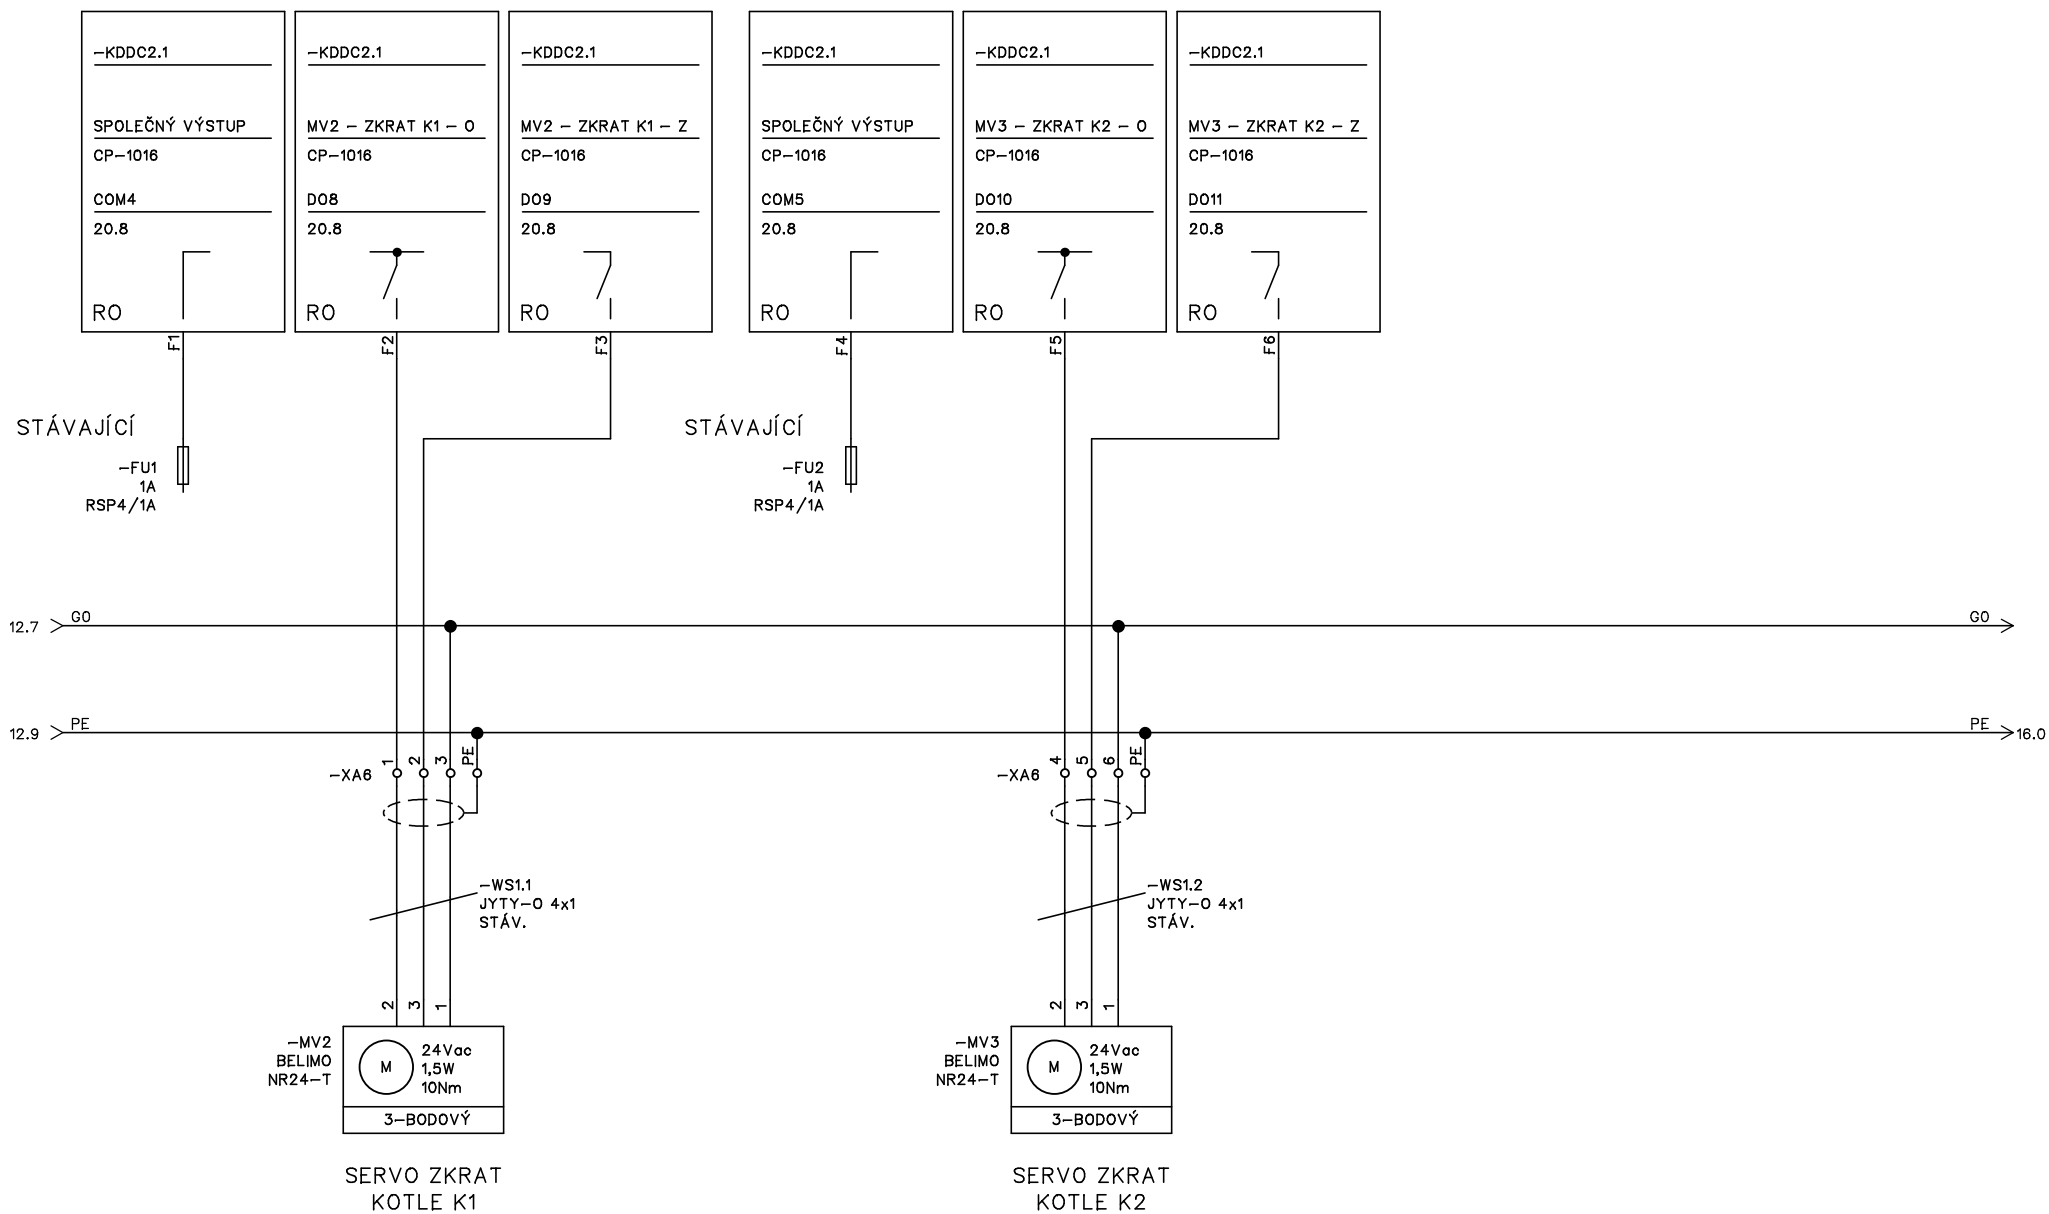 -KDDC2.1
SPOLEČNÝ VÝSTUP
CP-1016
COM4
20.8
RO
F1
-KDDC2.1
MV2 - ZKRAT K1 - O
CP-1016
DO8
20.8
RO
F2
-KDDC2.1
MV2 - ZKRAT K1 - Z
CP-1016
DO9
20.8
RO
F3
-KDDC2.1
SPOLEČNÝ VÝSTUP
CP-1016
COM5
20.8
RO
F4
-KDDC2.1
MV3 - ZKRAT K2 - O
CP-1016
DO10
20.8
RO
F5
-KDDC2.1
MV3 - ZKRAT K2 - Z
CP-1016
DO11
20.8
RO
F6
STÁVAJÍCÍ
-FU1
1A
RSP4/1A
STÁVAJÍCÍ
-FU2
1A
RSP4/1A
12.7 G0 G0
12.9 PE PE 16.0
-XA6 1 2 3 PE
-XA6 4 5 6 PE
-WS1.1
JYTY-O 4x1
STÁV.
-WS1.2
JYTY-O 4x1
STÁV.
2 3 1
-MV2
BELIMO
NR24-T
M
24Vac
1,5W
10Nm
3-BODOVÝ
SERVO ZKRAT
KOTLE K1
2 3 1
-MV3
BELIMO
NR24-T
M
24Vac
1,5W
10Nm
3-BODOVÝ
SERVO ZKRAT
KOTLE K2